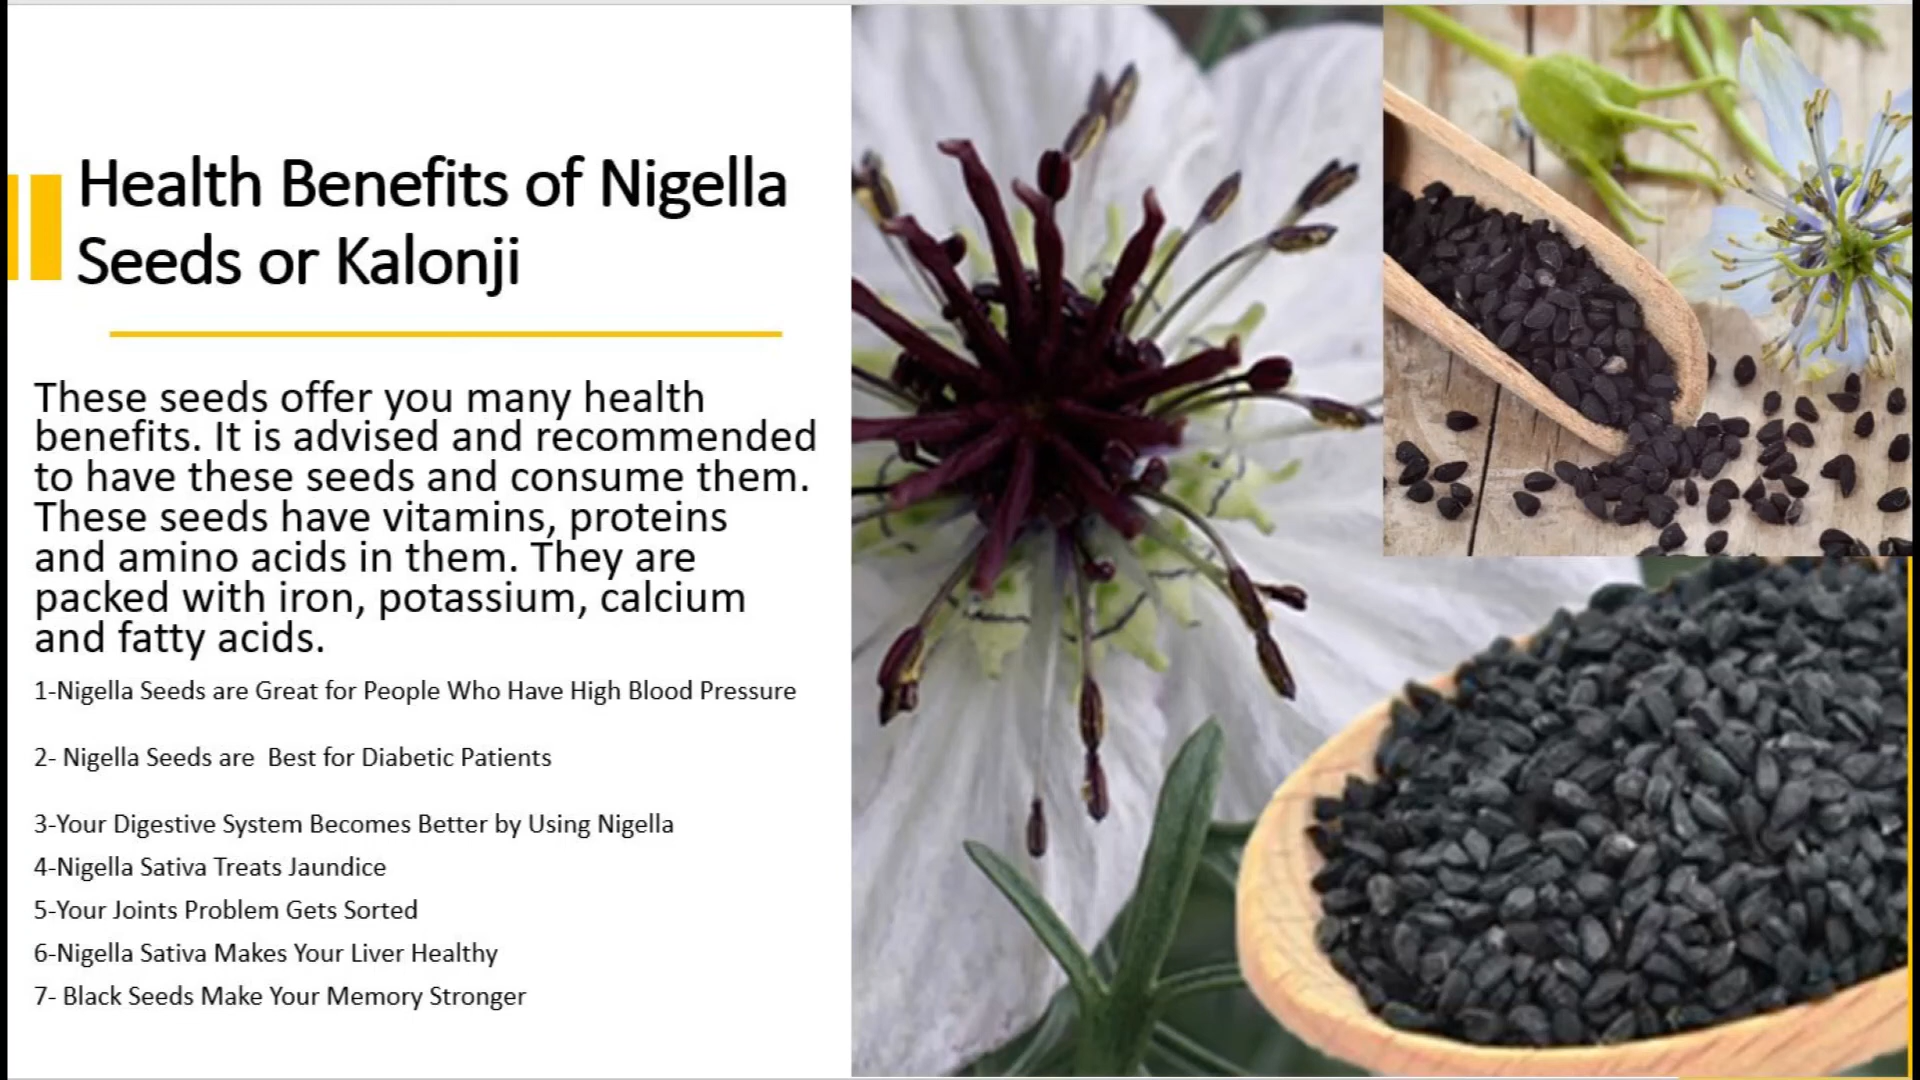 Health Benefits of Nigella
Seeds or Kalonji
These seeds offer you many health
benefits. It is advised and recommended
to have these seeds and consume them.
These seeds have vitamins, proteins
and amino acids in them. They are
packed with iron, potassium, calcium
and fatty acids.
1-Nigella Seeds are Great for People Who Have High Blood Pressure
2- Nigella Seeds are  Best for Diabetic Patients
3-Your Digestive System Becomes Better by Using Nigella
4-Nigella Sativa Treats Jaundice
5-Your Joints Problem Gets Sorted
6-Nigella Sativa Makes Your Liver Healthy
7- Black Seeds Make Your Memory Stronger